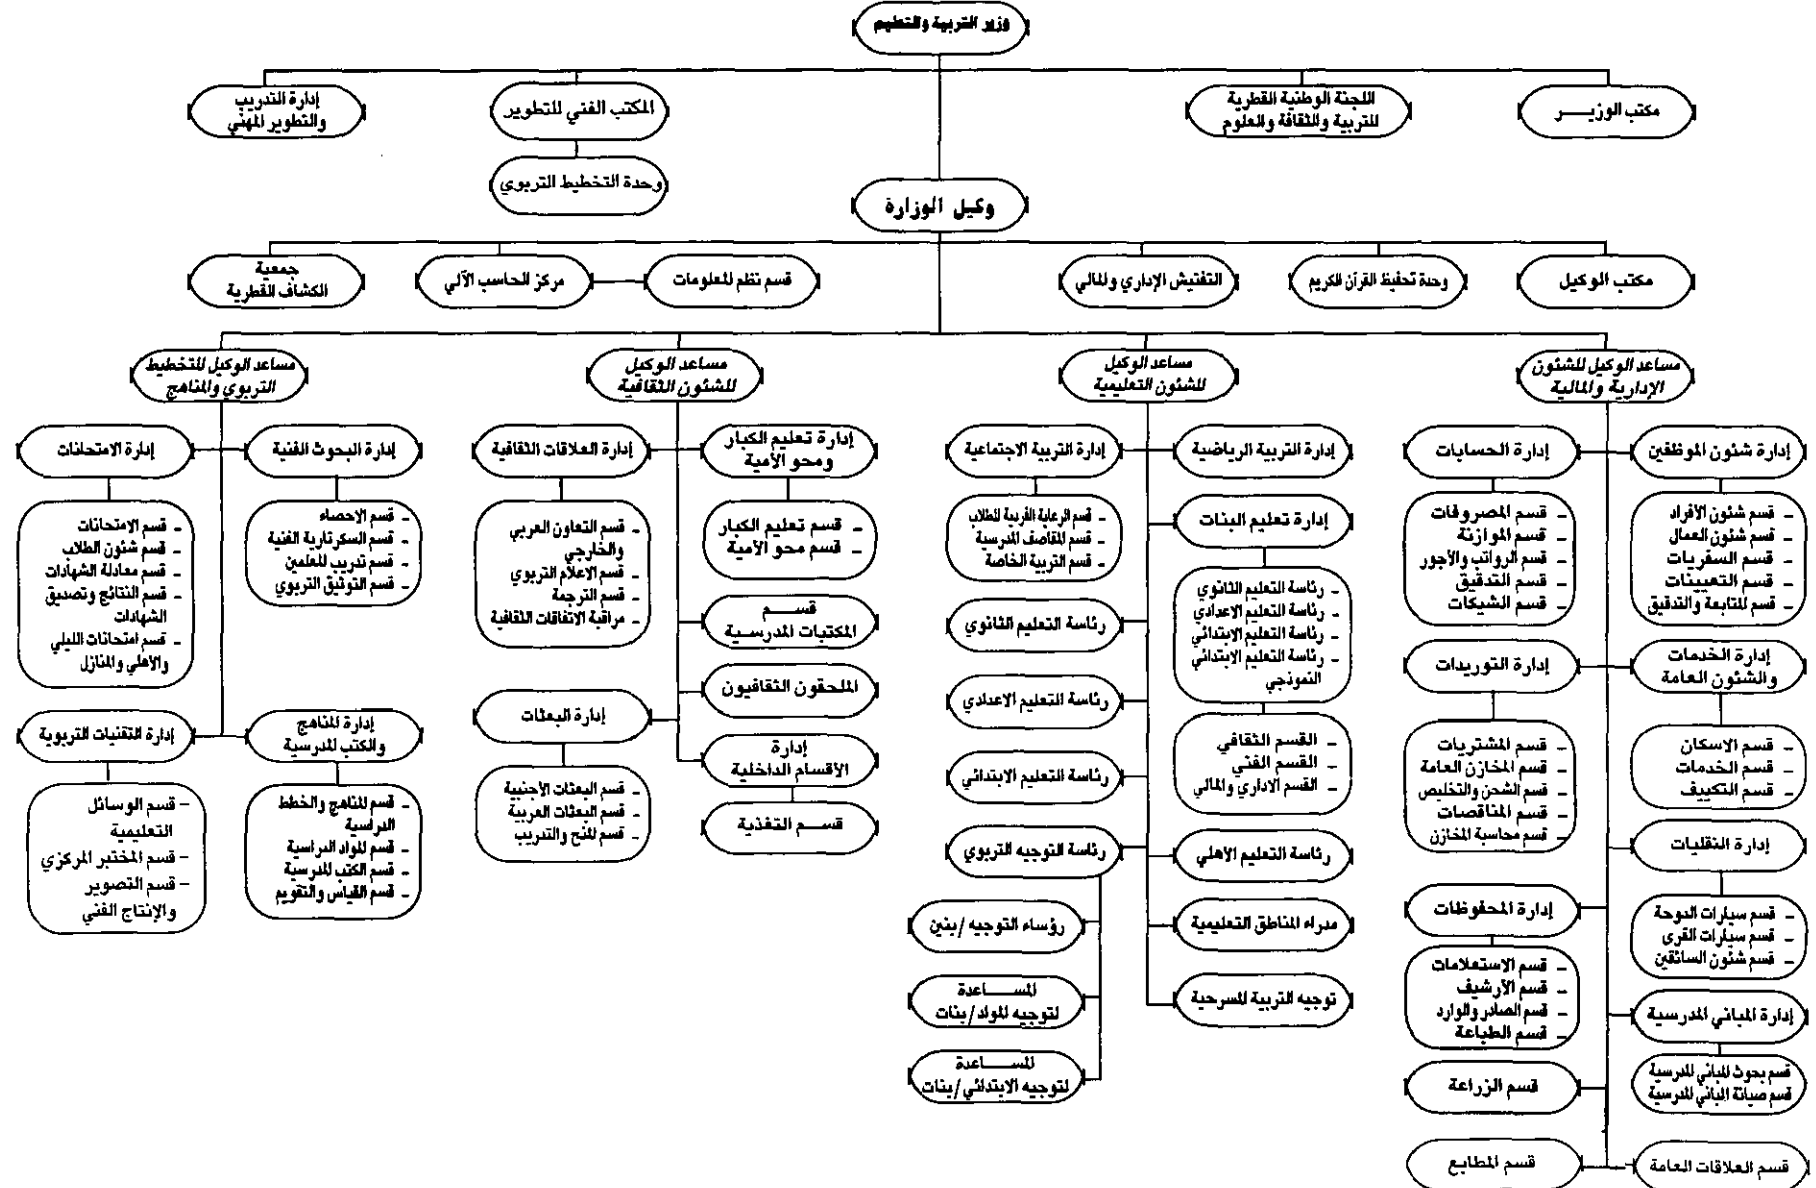 وزير التربية والتعليم
مكتب الوزيـــر
اللجنة الوطنية القطرية
للتربية والثقافة والعلوم
المكتب الفني للتطوير
إدارة التدريب
والتطوير المهني
وحدة التخطيط التربوي
وكيل الوزارة
مكتب الوكيل
وحدة تحفيظ القرآن الكريم
التفتيش الإداري والمالي
قسم نظم المعلومات
مركز الحاسب الآلي
جمعية
الكشاف القطرية
مساعد الوكيل للشئون
الإدارية والمالية
إدارة شئون الموظفين
- قسم شئون الأفراد
- قسم شئون العمال
- قسم السفريات
- قسم التعيينات
- قسم المتابعة والتدقيق
إدارة الحسابات
- قسم المصروفات
- قسم الموازنة
- قسم الرواتب والأجور
- قسم التدقيق
- قسم الشيكات
إدارة الخدمات
والشئون العامة
- قسم الاسكان
- قسم الخدمات
- قسم التكييف
إدارة التوريدات
- قسم المشتريات
- قسم المخازن العامة
- قسم الشحن والتخليص
- قسم المناقصات
- قسم محاسبة المخازن
إدارة النقليات
- قسم سيارات الدوحة
- قسم سيارات القرى
- قسم شئون السائقين
إدارة المحفوظات
- قسم الاستعلامات
- قسم الأرشيف
- قسم الصادر والوارد
- قسم الطباعة
إدارة المباني المدرسية
قسم بحوث المباني المدرسية
قسم صيانة المباني المدرسية
قسم الزراعة
قسم العلاقات العامة
قسم المطابع
مساعد الوكيل
للشئون التعليمية
إدارة التربية الرياضية
إدارة التربية الاجتماعية
- قسم الرعاية الفردية للطلاب
- قسم المقاصف المدرسية
- قسم التربية الخاصة
إدارة تعليم البنات
- رئاسة التعليم الثانوي
- رئاسة التعليم الاعدادي
- رئاسة التعليم الابتدائي
- رئاسة التعليم الابتدائي
النموذجي
- القسم الثقافي
- القسم الفني
- القسم الاداري والمالي
رئاسة التعليم الثانوي
رئاسة التعليم الاعدادي
رئاسة التعليم الابتدائي
رئاسة التوجيه التربوي
رئاسة التعليم الأهلي
رؤساء التوجيه /بنين
مدراء المناطق التعليمية
المســـاعدة
لتوجيه المواد/بنات
توجيه التربية المسرحية
المســـاعدة
لتوجيه الابتدائي/بنات
مساعد الوكيل
للشئون الثقافية
إدارة تعليم الكبار
ومحو الأمية
- قسم تعليم الكبار
- قسم محو الأمية
إدارة العلاقات الثقافية
- قسم التعاون العربي
والخارجي
- قسم الاعلام التربوي
- قسم الترجمة
- مراقبة الاتفاقات الثقافية
قســـم
المكتبات المدرسـية
الملحقون الثقافيون
إدارة البعثات
- قسم البعثات الأجنبية
- قسم البعثات العربية
- قسم المنح والتدريب
إدارة
الأقسام الداخلية
قســـم التغذية
مساعد الوكيل للتخطيط
التربوي والمناهج
إدارة البحوث الفنية
- قسم الاحصاء
- قسم السكرتارية الفنية
- قسم تدريب المعلمين
- قسم التوثيق التربوي
إدارة الامتحانات
- قسم الامتحانات
- قسم شئون الطلاب
- قسم معادلة الشهادات
- قسم النتائج وتصديق
الشهادات
- قسم امتحانات الليلي
والأهلي والمنازل
إدارة المناهج
والكتب المدرسية
- قسم المناهج والخطط
الدراسية
- قسم المواد الدراسية
- قسم الكتب المدرسية
- قسم القياس والتقويم
إدارة التقنيات التربوية
- قسم الوسائل
التعليمية
- قسم المختبر المركزي
- قسم التصوير
والإنتاج الفني